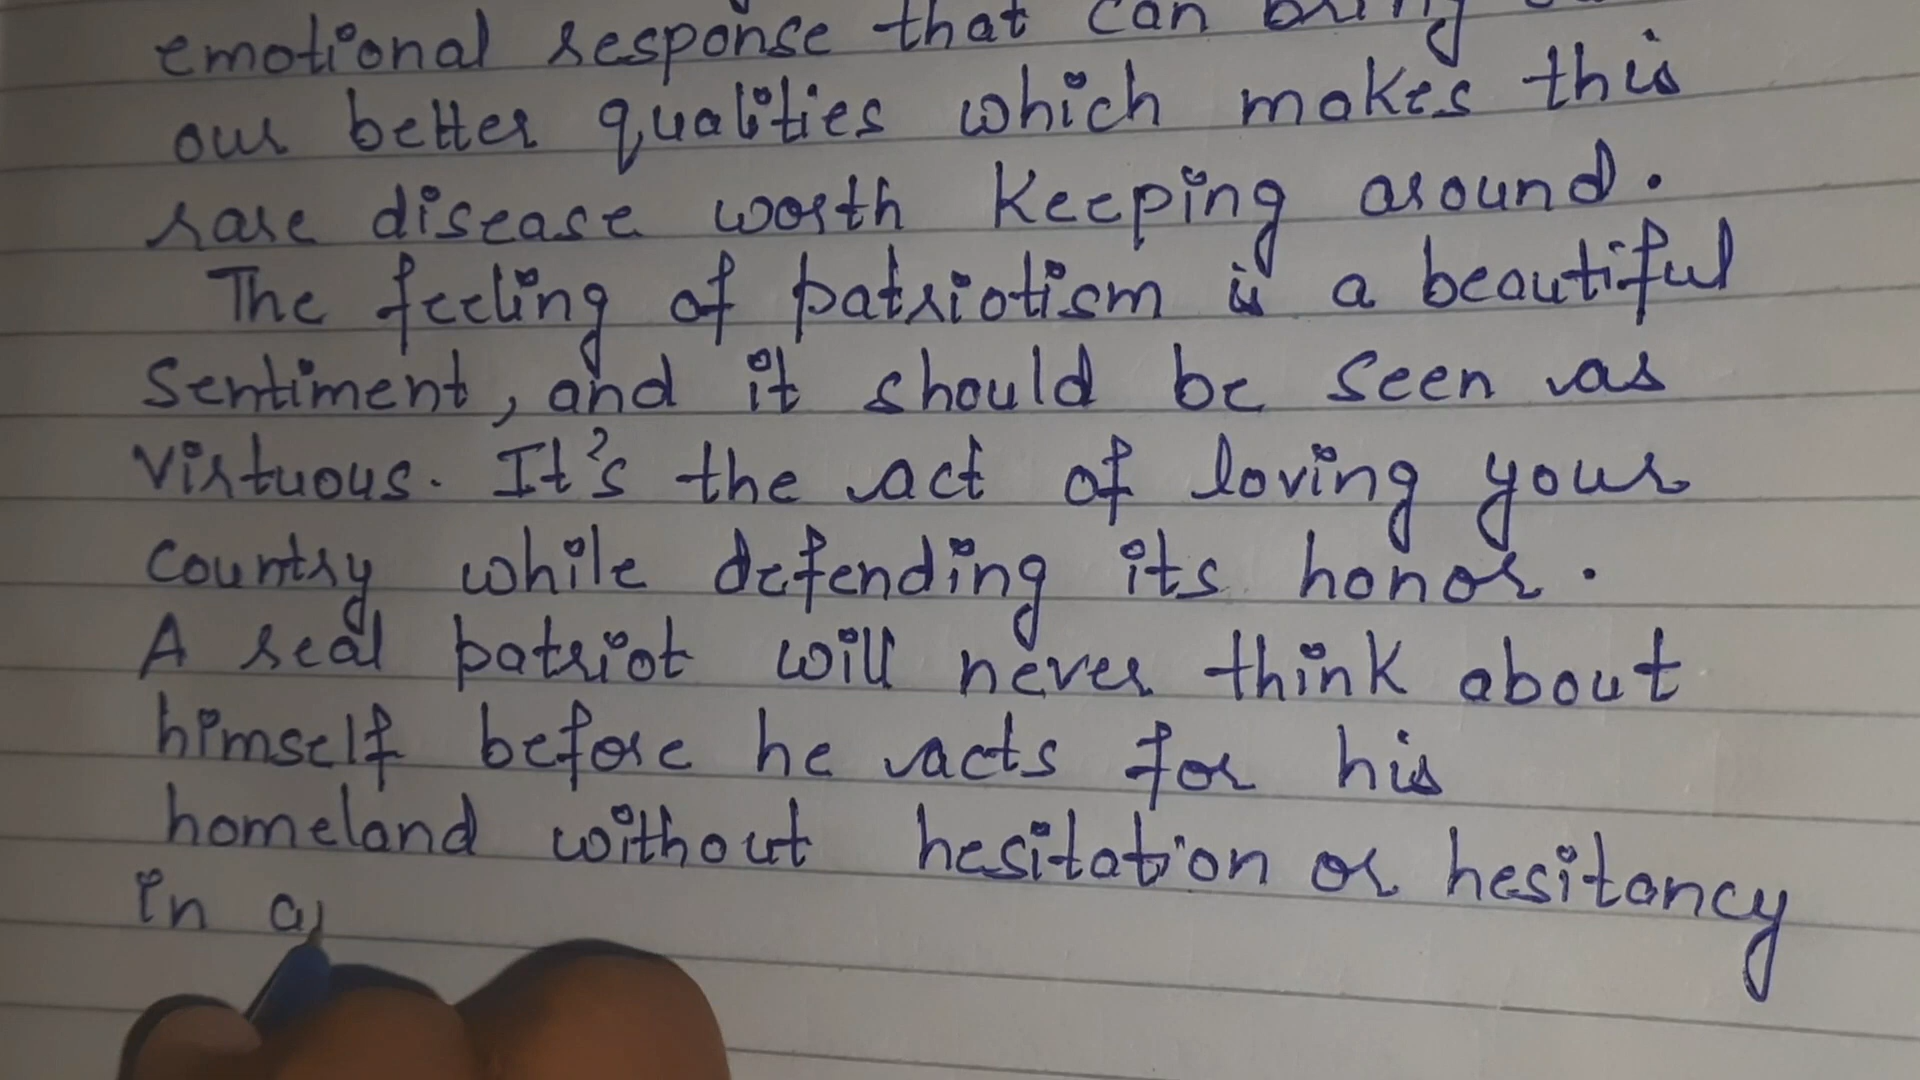 emotional response that can bring
our better qualities which makes this
rare disease worth keeping around.
The feeling of patriotism is a beautiful
Sentiment, and it should be seen as
Virtuous. It's the act of loving your
Country while defending its honor.
A real patriot will never think about
himself before he acts for his
homeland without hesitation or hesitancy
in